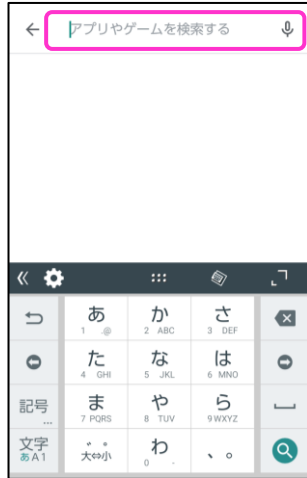 アプリやゲームを検索する
あ か さ
1 .@ 2 ABC 3 DEF
た な は
4 GHI 5 JKL 6 MNO
記号 ま や ら
... 7 PQRS 8 TUV 9 WXYZ
文字 大⇔小 わ 、。
あA1 0